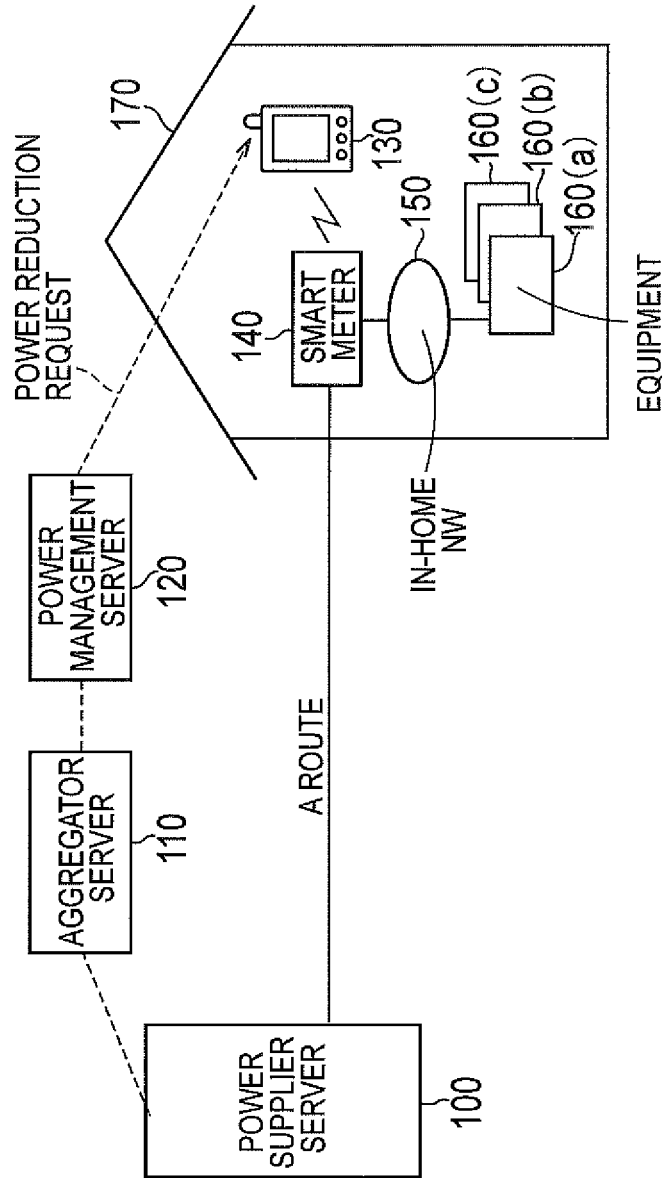 POWER
SUPPLIER
SERVER
100
AGGREGATOR
SERVER
110
POWER
MANAGEMENT
SERVER
120
POWER REDUCTION
REQUEST
170
A ROUTE
140
SMART
METER
130
150
IN-HOME
NW
160(c)
160(b)
160(a)
EQUIPMENT